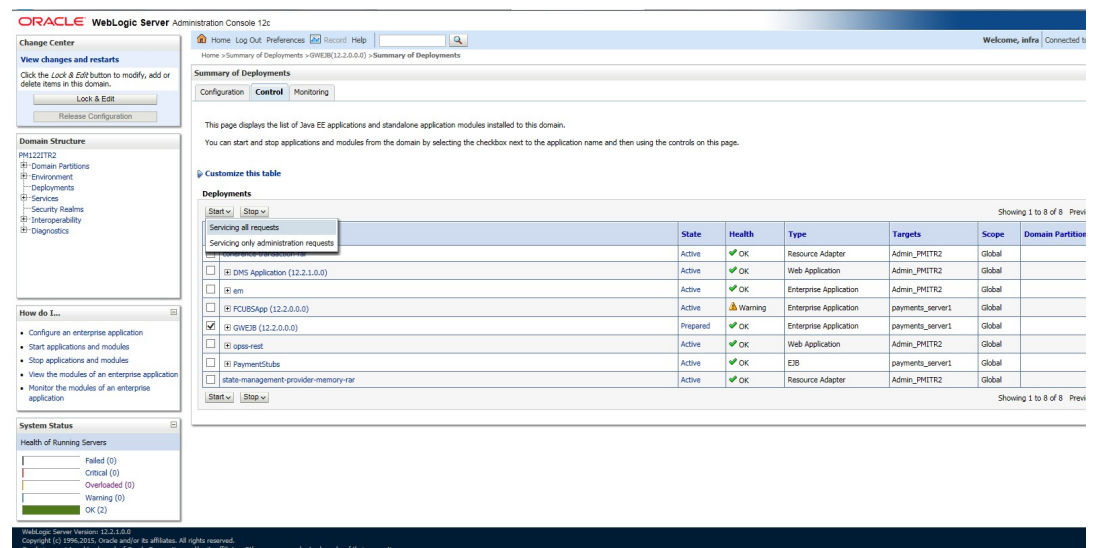 ORACLE WebLogic Server Administration Console 12c
Change Center
View changes and restarts
Click the Lock & Edit button to modify, add or
delete items in this domain.
Lock & Edit
Release Configuration
Domain Structure
PM122ITR2
Domain Partitions
Environment
Deployments
Services
Security Realms
Interoperability
Diagnostics
How do I...
Configure an enterprise application
Start applications and modules
Stop applications and modules
View the modules of an enterprise application
Monitor the modules of an enterprise
application
System Status
Health of Running Servers
Failed (0)
Critical (0)
Overloaded (0)
Warning (0)
OK (2)
Home Log Out Preferences Record Help
Welcome, infra Connected to
Home >Summary of Deployments >GWEJB(12.2.0.0.0) >Summary of Deployments
Summary of Deployments
Configuration Control Monitoring
This page displays the list of Java EE applications and standalone application modules installed to this domain.
You can start and stop applications and modules from the domain by selecting the checkbox next to the application name and then using the controls on this page.
Customize this table
Deployments
Start Stop
Showing 1 to 8 of 8 Previ
Servicing all requests
Servicing only administration requests
State Health Type Targets Scope Domain Partition
coherence-transaction-rar Active OK Resource Adapter Admin_PMITR2 Global
DMS Application (12.2.1.0.0) Active OK Web Application Admin_PMITR2 Global
em Active OK Enterprise Application Admin_PMITR2 Global
FCUBSApp (12.2.0.0.0) Active Warning Enterprise Application payments_server1 Global
GWEJB (12.2.0.0.0) Prepared OK Enterprise Application payments_server1 Global
opss-rest Active OK Web Application Admin_PMITR2 Global
PaymentStubs Active OK EJB payments_server1 Global
state-management-provider-memory-rar Active OK Resource Adapter Admin_PMITR2 Global
Start Stop
Showing 1 to 8 of 8 Previ
WebLogic Server Version: 12.2.1.0.0
Copyright (c) 1996,2015, Oracle and/or its affiliates. All rights reserved.